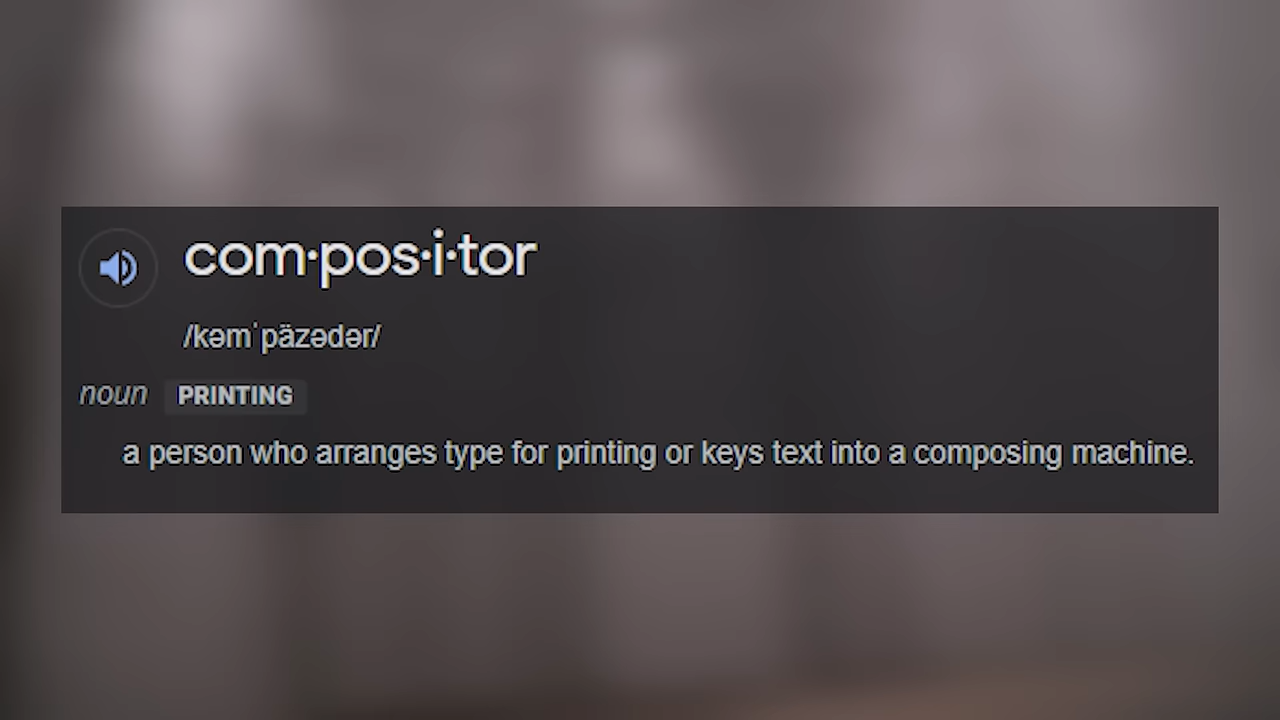 com·pos·i·tor
/kəmˈpäzədər/
noun PRINTING
a person who arranges type for printing or keys text into a composing machine.